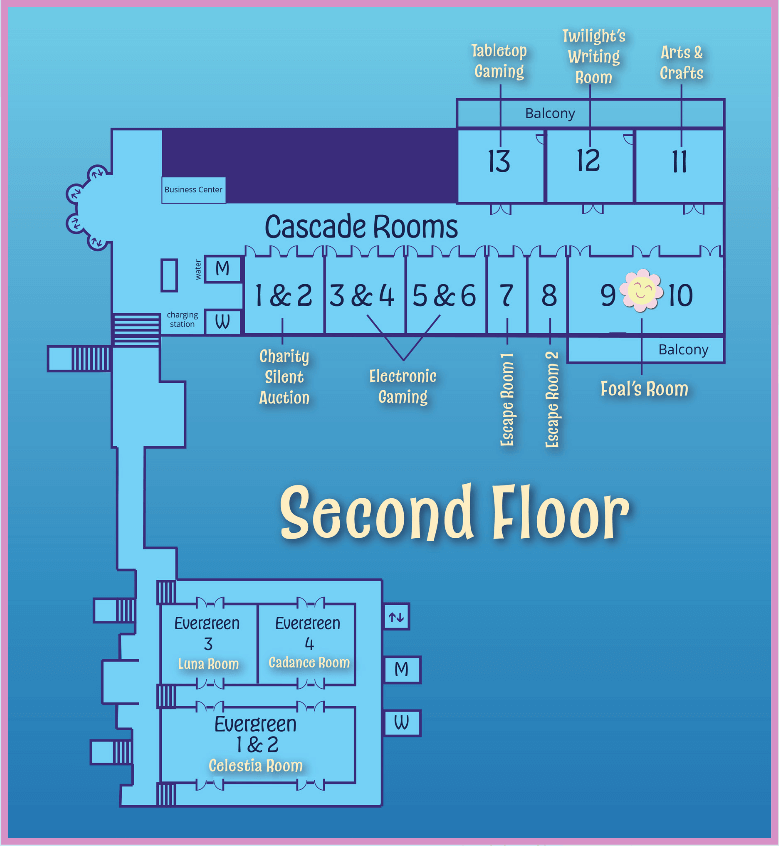 Tabletop
Gaming
Twilight's
Writing
Room
Arts &
Crafts
Balcony
13
12
11
Business Center
Cascade Rooms
water
M
1 & 2
3 & 4
5 & 6
7
8
9
10
charging
station
W
Charity
Silent
Auction
Electronic
Gaming
Escape Room 1
Escape Room 2
Balcony
Foal's Room
Second Floor
Evergreen
3
Luna Room
Evergreen
4
Cadance Room
M
W
Evergreen
1 & 2
Celestia Room